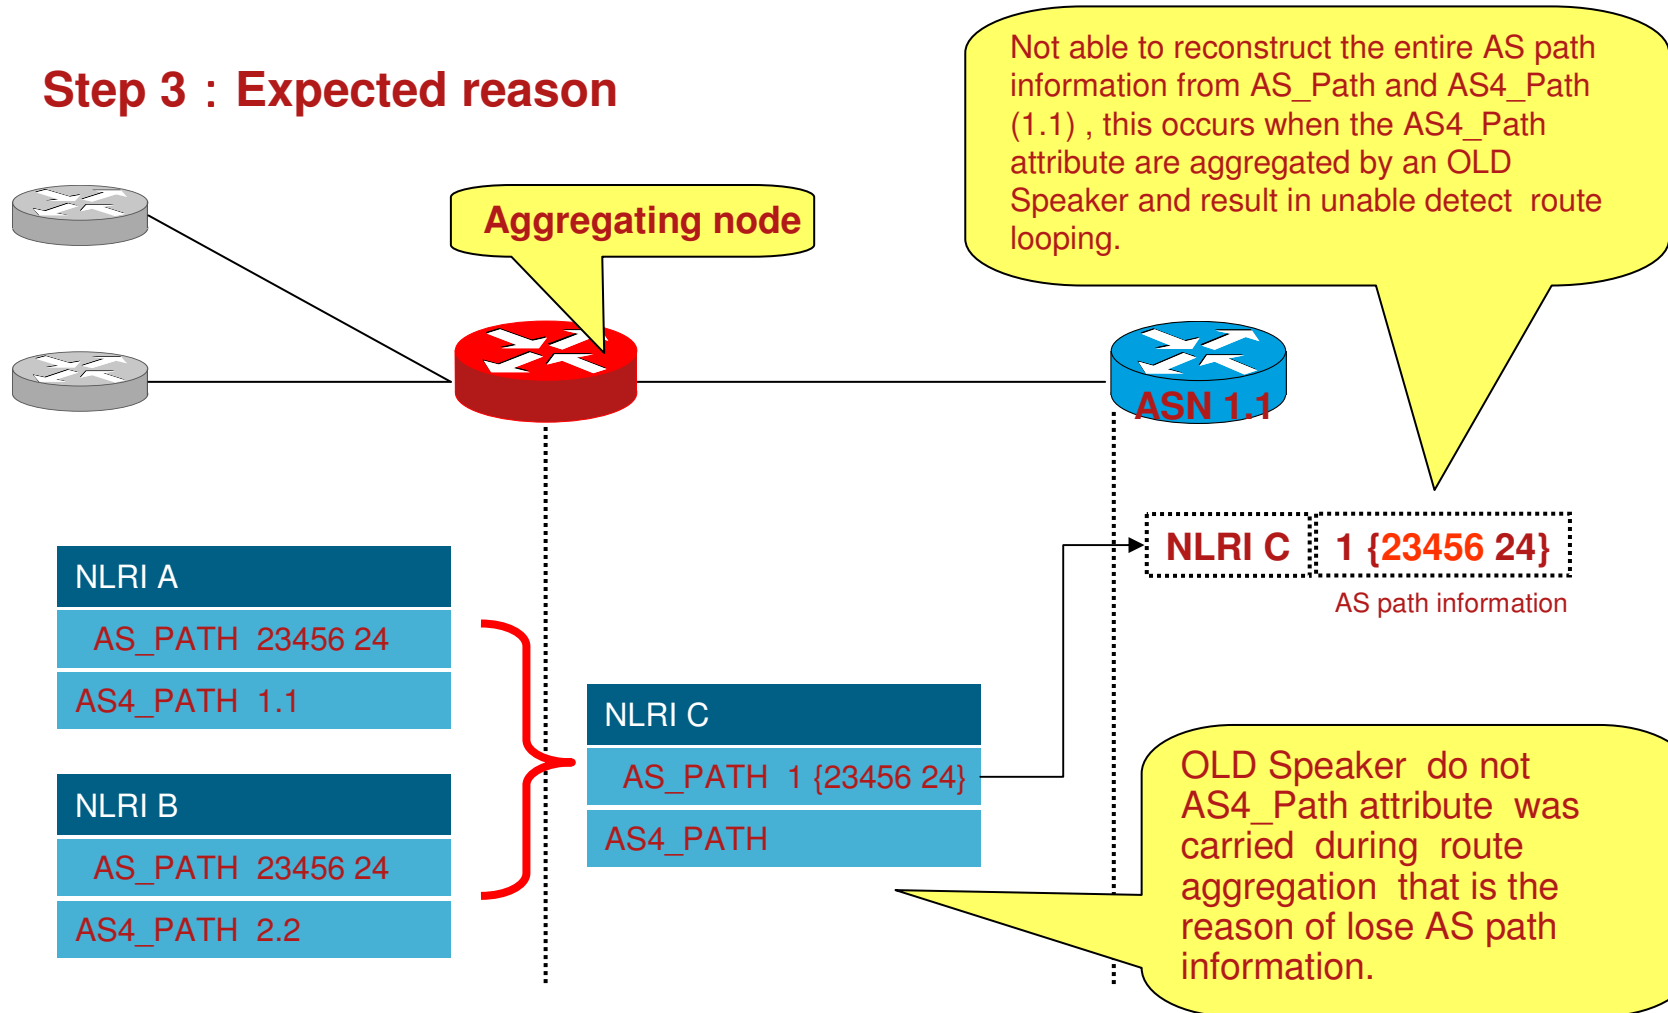 Step 3：Expected reason
Not able to reconstruct the entire AS path
information from AS_Path and AS4_Path
(1.1) , this occurs when the AS4_Path
attribute are aggregated by an OLD
Speaker and result in unable detect  route
looping.
Aggregating node
ASN 1.1
NLRI C
1 {23456 24}
AS path information
NLRI A
AS_PATH  23456 24
AS4_PATH  1.1
NLRI B
AS_PATH  23456 24
AS4_PATH  2.2
NLRI C
AS_PATH  1 {23456 24}
AS4_PATH
OLD Speaker  do not
AS4_Path attribute  was
carried  during  route
aggregation  that is the
reason of lose AS path
information.